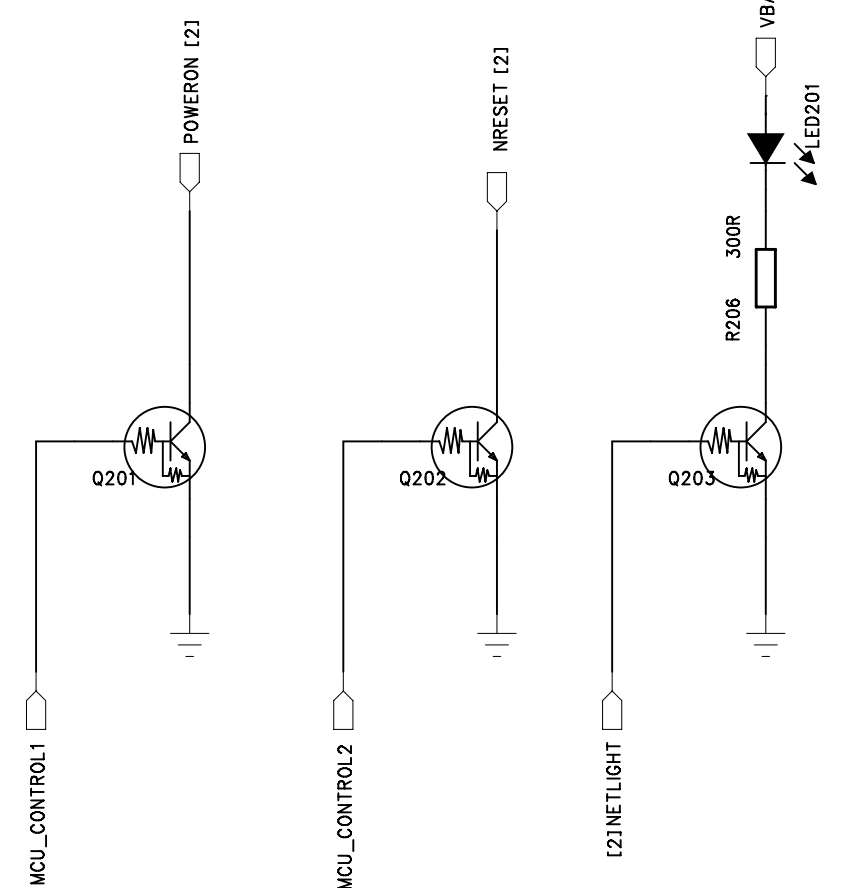 POWERON [2]
NRESET [2]
LED201
300R
R206
Q201
Q202
Q203
MCU_CONTROL1
MCU_CONTROL2
[2]NETLIGHT